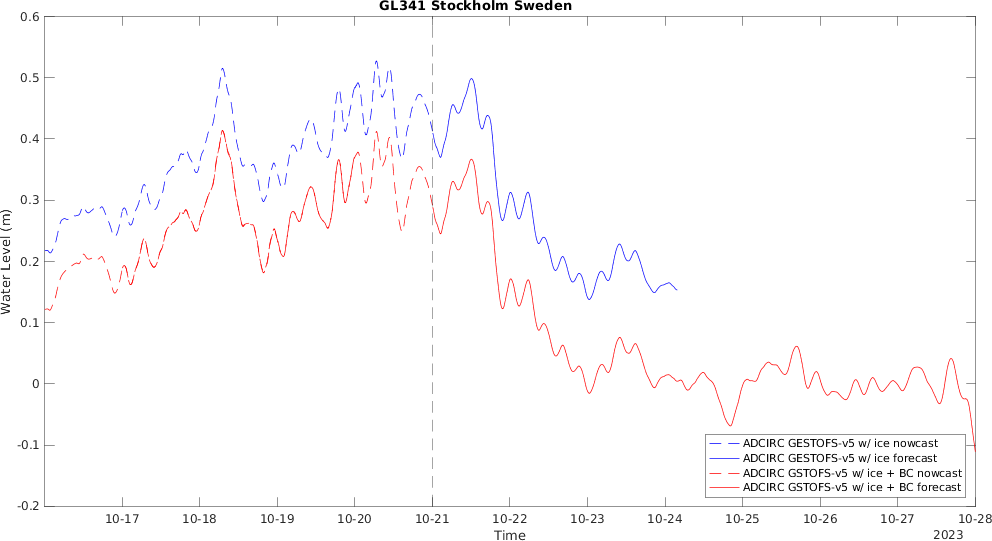 GL341 Stockholm Sweden
0.6
0.5
0.4
0.3
0.2
0.1
0
-0.1
-0.2
Water Level (m)
ADCIRC GESTOFS-v5 w/ ice nowcast
ADCIRC GESTOFS-v5 w/ ice forecast
ADCIRC GSTOFS-v5 w/ ice + BC nowcast
ADCIRC GSTOFS-v5 w/ ice + BC forecast
10-17 10-18 10-19 10-20 10-21 10-22 10-23 10-24 10-25 10-26 10-27 10-28
Time
2023